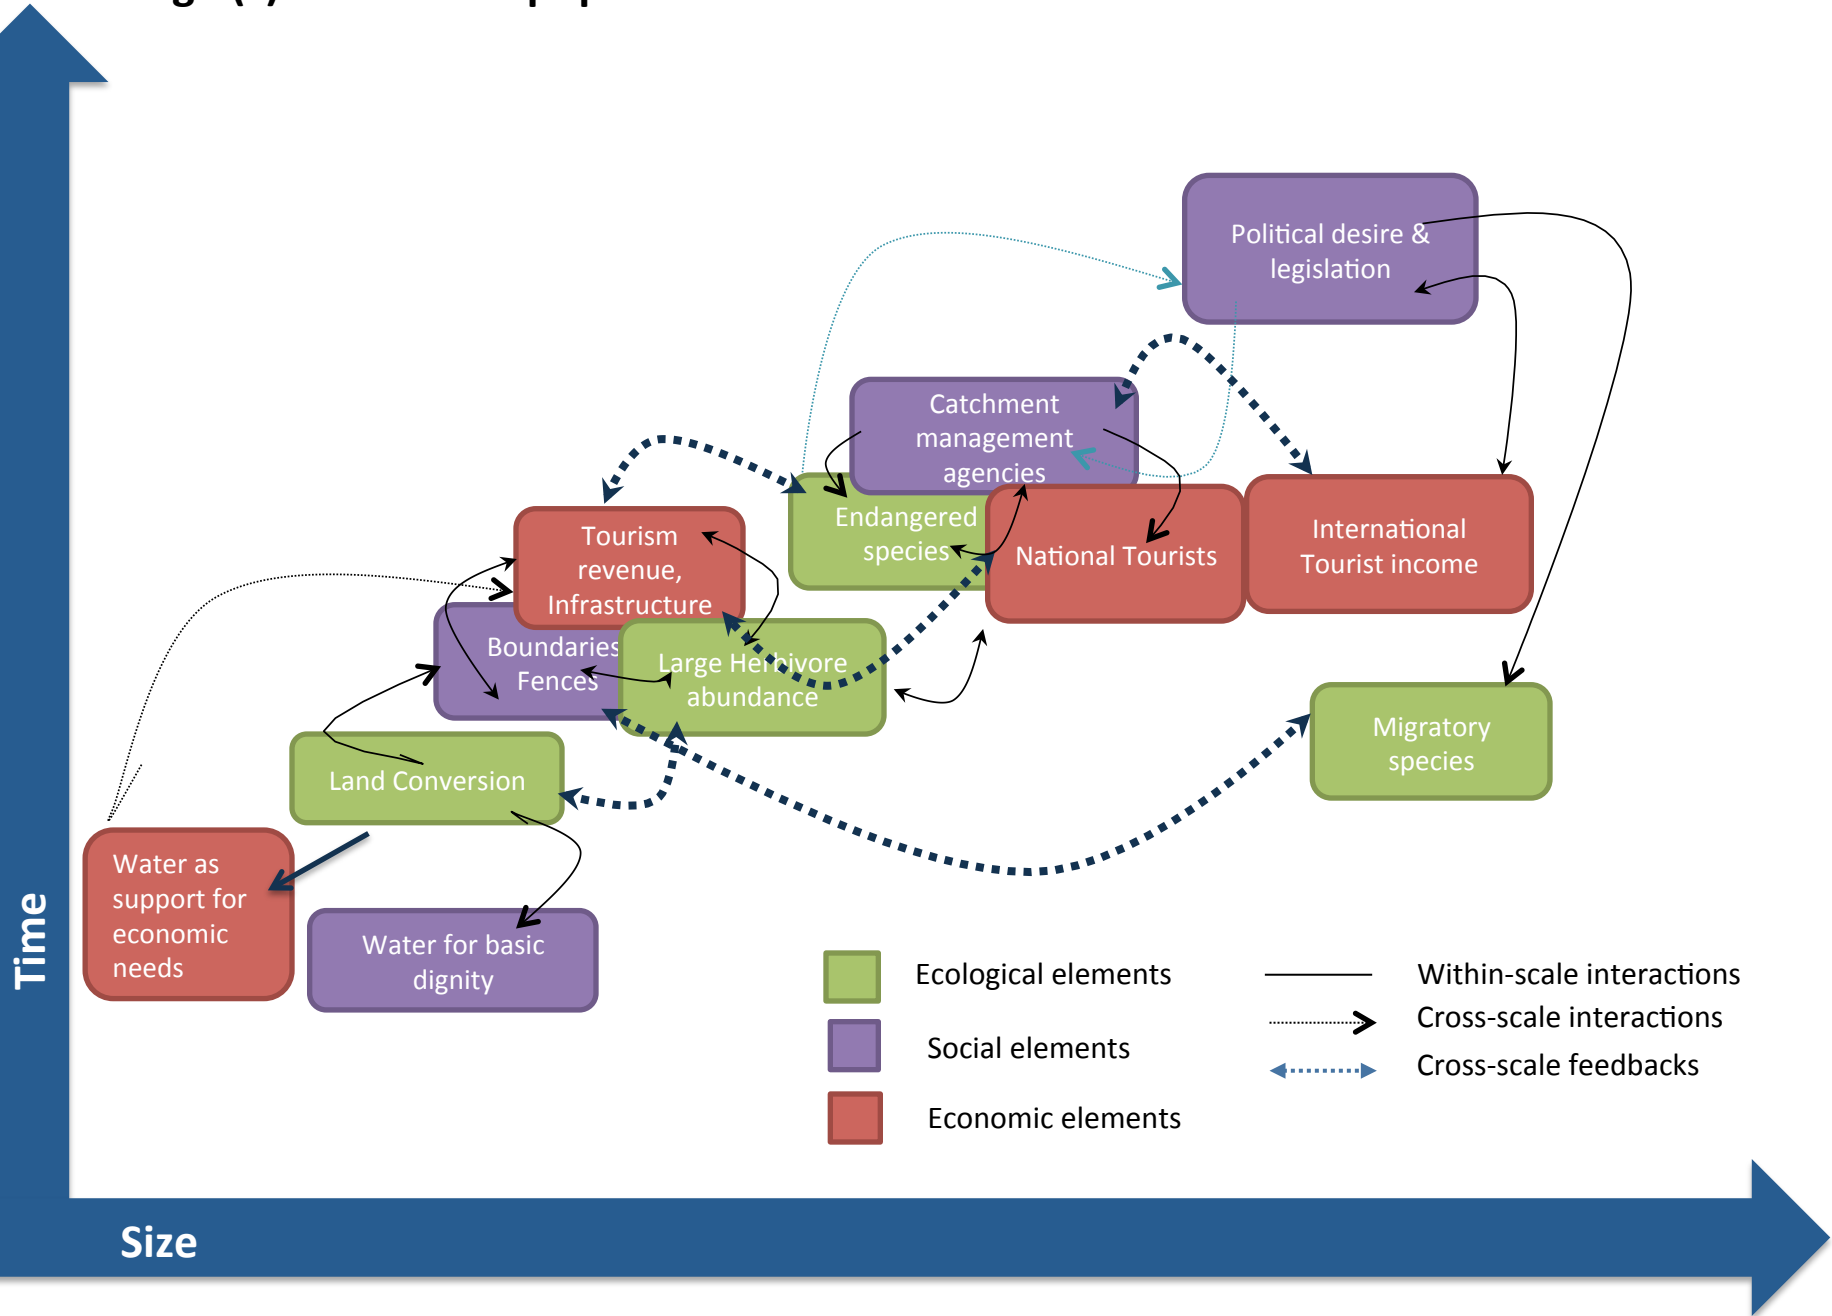 Political desire &
legislation
Catchment
management
agencies
Endangered
species
National Tourists
International
Tourist income
Tourism
revenue,
Infrastructure
Boundaries
Fences
Large Herbivore
abundance
Migratory
species
Land Conversion
Water as
support for
economic
needs
Water for basic
dignity
Time
Size
Ecological elements
Social elements
Economic elements
Within-scale interactions
Cross-scale interactions
Cross-scale feedbacks